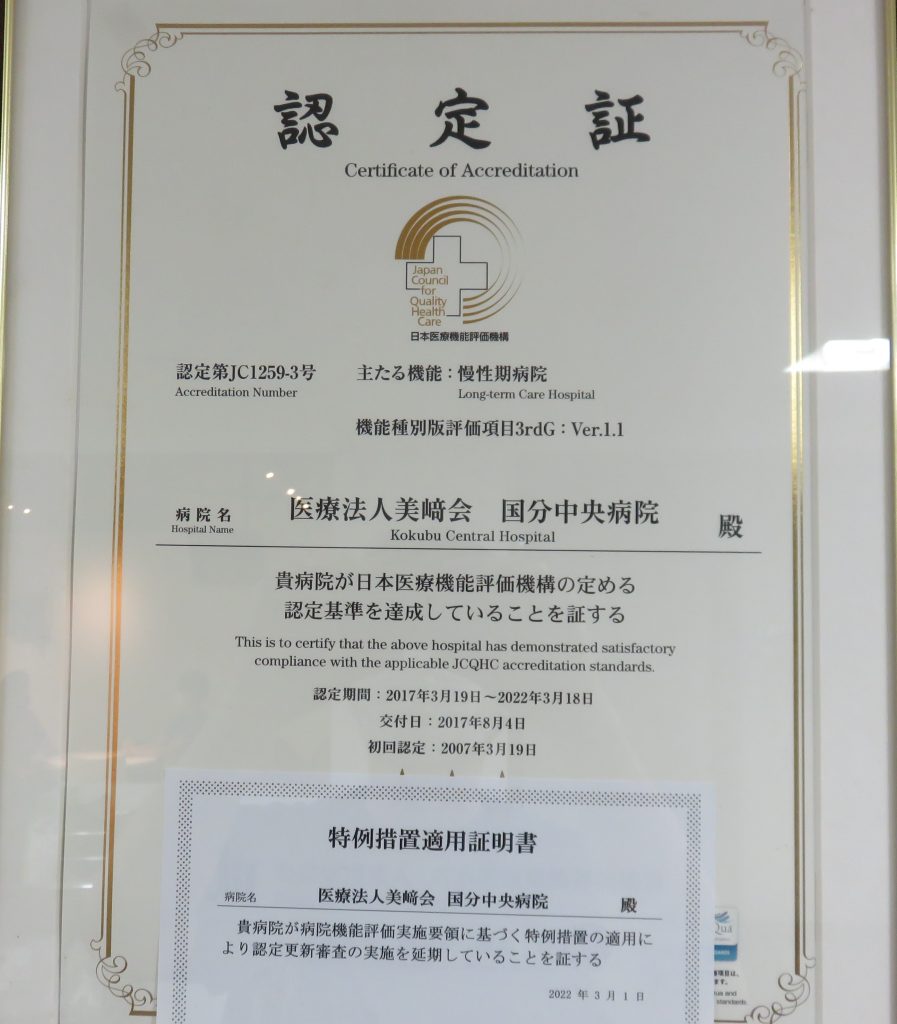 認定証
Certificate of Accreditation
Japan
Council
for
Quality
Health
Care
日本医療機能評価機構
認定第JC1259-3号
Accreditation Number
主たる機能：慢性期病院
Long-term Care Hospital
機能種別版評価項目3rdG：Ver.1.1
病院名 医療法人美﨑会 国分中央病院 殿
Hospital Name Kokubu Central Hospital
貴病院が日本医療機能評価機構の定める
認定基準を達成していることを証する
This is to certify that the above hospital has demonstrated satisfactory
compliance with the applicable JCQHC accreditation standards.
認定期間：2017年3月19日～2022年3月18日
交付日：2017年8月4日
初回認定：2007年3月19日
特例措置適用証明書
病院名 医療法人美﨑会 国分中央病院 殿
貴病院が病院機能評価実施要領に基づく特例措置の適用に
より認定更新審査の実施を延期していることを証する
2022年3月1日
Qua
項目は、
ます。
and
standards